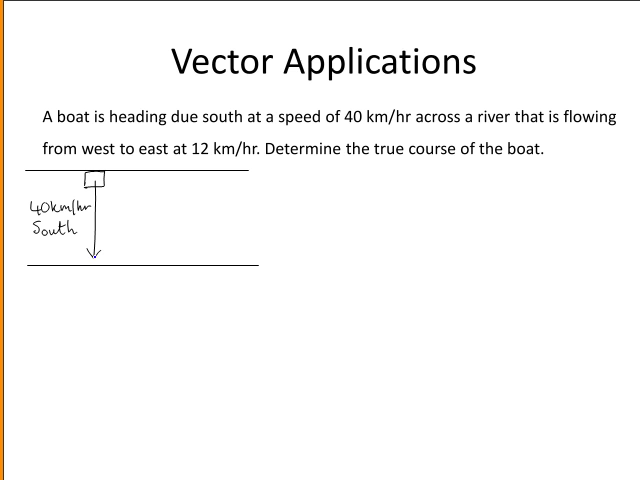 Vector Applications
A boat is heading due south at a speed of 40 km/hr across a river that is flowing
from west to east at 12 km/hr. Determine the true course of the boat.
40km/hr
South